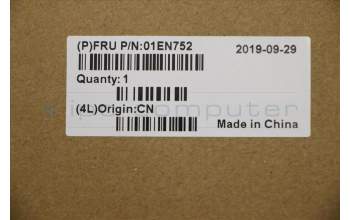 (P)FRU P/N:01EN752
2019-09-29
Quanty: 1
(4L)Origin:CN
Made in China